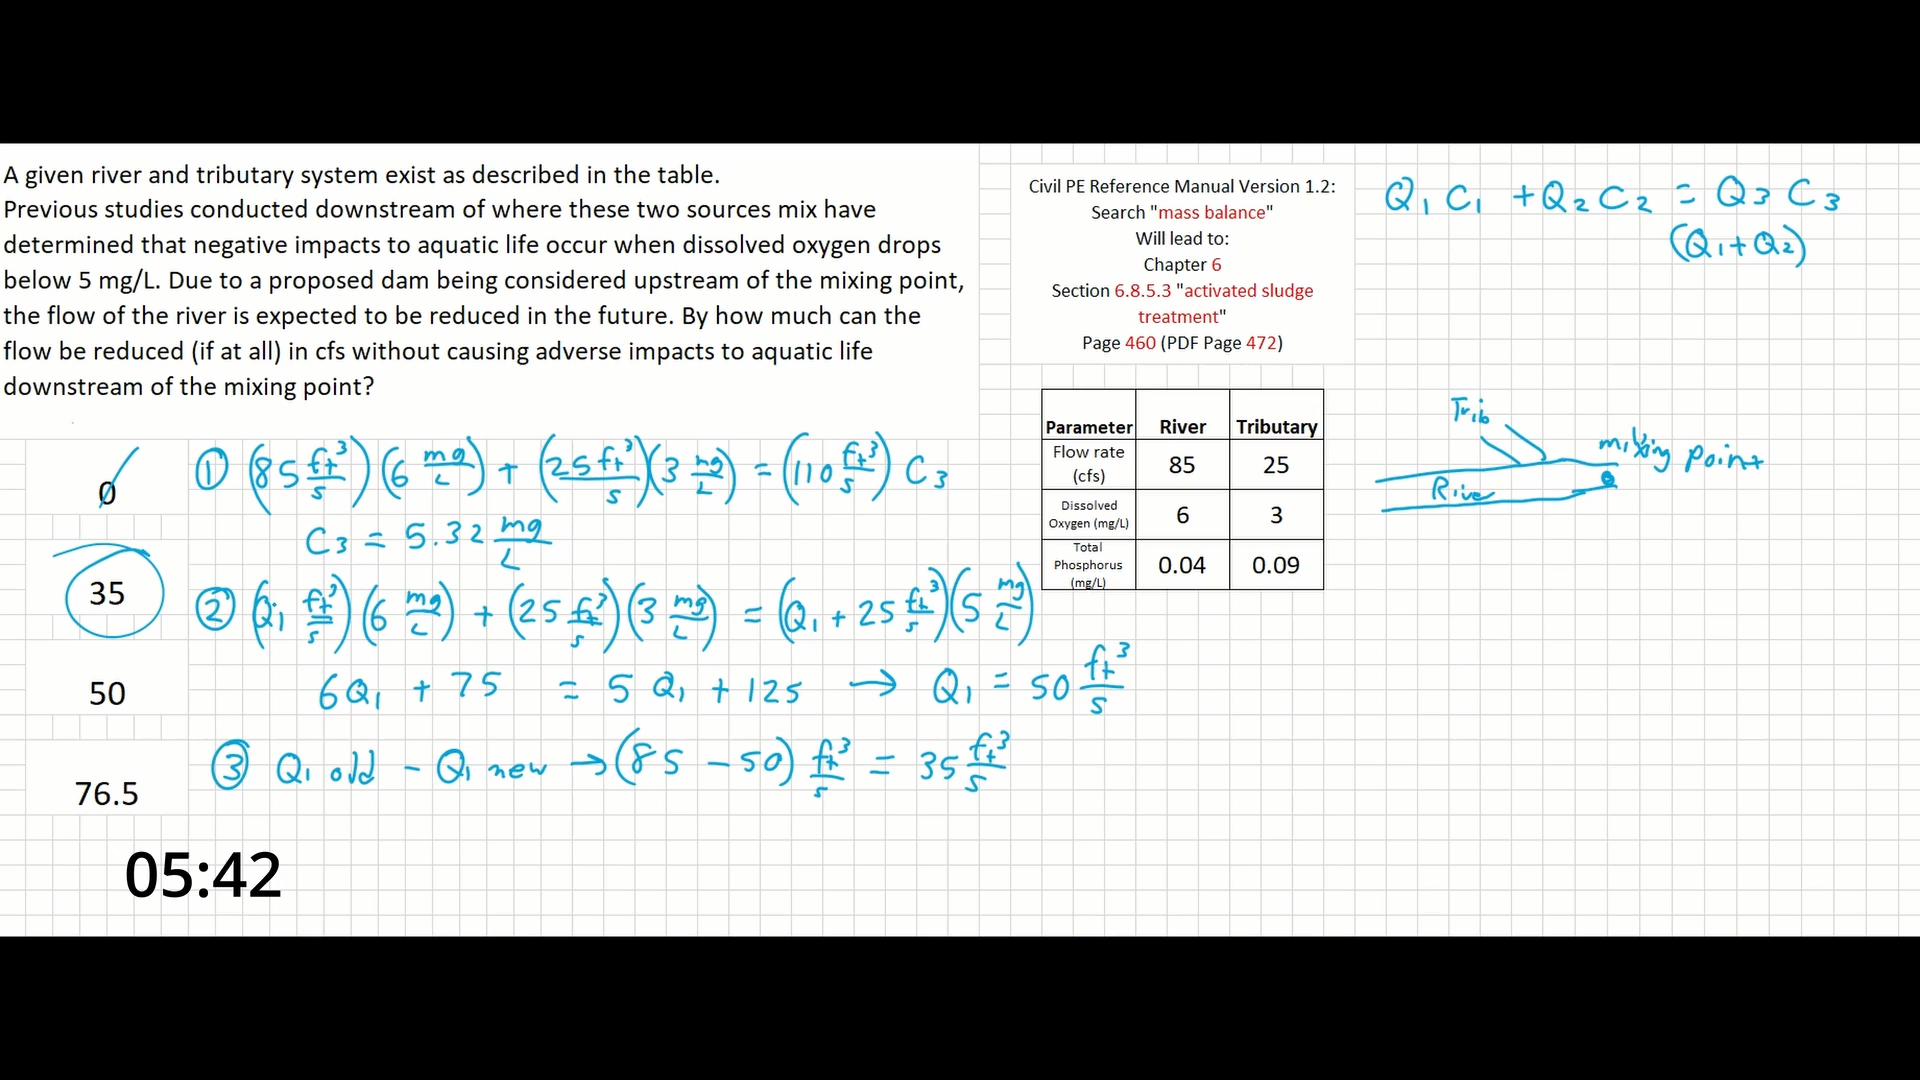 A given river and tributary system exist as described in the table.
Previous studies conducted downstream of where these two sources mix have
determined that negative impacts to aquatic life occur when dissolved oxygen drops
below 5 mg/L. Due to a proposed dam being considered upstream of the mixing point,
the flow of the river is expected to be reduced in the future. By how much can the
flow be reduced (if at all) in cfs without causing adverse impacts to aquatic life
downstream of the mixing point?
0
35
50
76.5
05:42
① (85 ft³/s)(6 mg/L) + (25 ft³/s)(3 mg/L) = (110 ft³/s) C₃
C₃ = 5.32 mg/L
② (Q₁ ft³/s)(6 mg/L) + (25 ft³/s)(3 mg/L) = (Q₁ + 25 ft³/s)(5 mg/L)
6Q₁ + 75 = 5Q₁ + 125 → Q₁ = 50 ft³/s
③ Q₁ old - Q₁ new → (85 - 50) ft³/s = 35 ft³/s
Civil PE Reference Manual Version 1.2:
Search "mass balance"
Will lead to:
Chapter 6
Section 6.8.5.3 "activated sludge
treatment"
Page 460 (PDF Page 472)
Parameter River Tributary
Flow rate
(cfs) 85 25
Dissolved
Oxygen (mg/L) 6 3
Total
Phosphorus
(mg/L) 0.04 0.09
Q₁C₁ + Q₂C₂ = Q₃C₃
(Q₁+Q₂)
Trib
mixing point
River